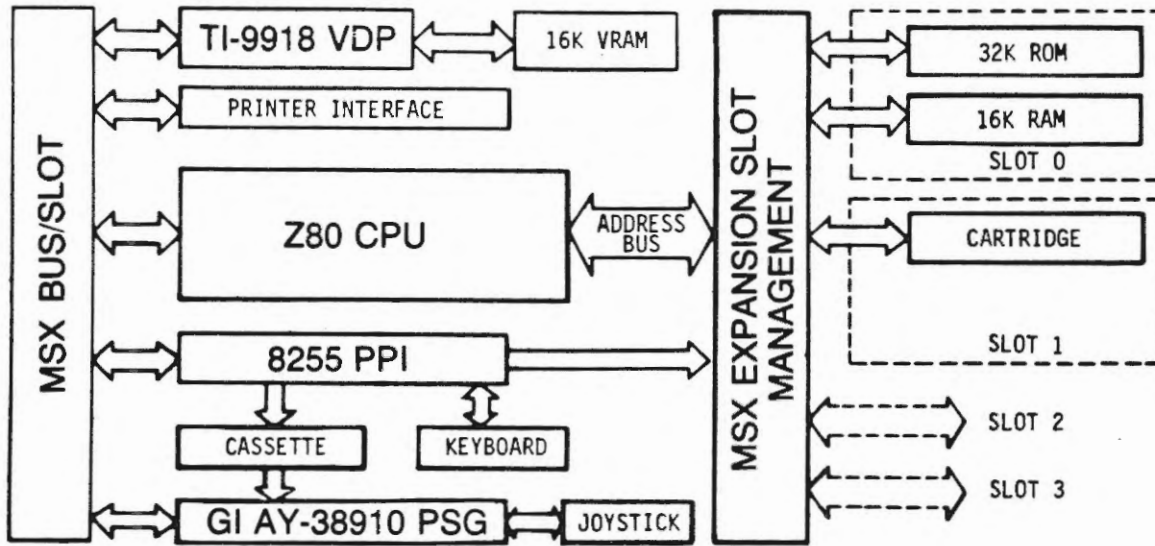 MSX BUS/SLOT
TI-9918 VDP
16K VRAM
PRINTER INTERFACE
Z80 CPU
ADDRESS
BUS
8255 PPI
CASSETTE
KEYBOARD
GI AY-38910 PSG
JOYSTICK
MSX EXPANSION SLOT
MANAGEMENT
32K ROM
16K RAM
SLOT 0
CARTRIDGE
SLOT 1
SLOT 2
SLOT 3